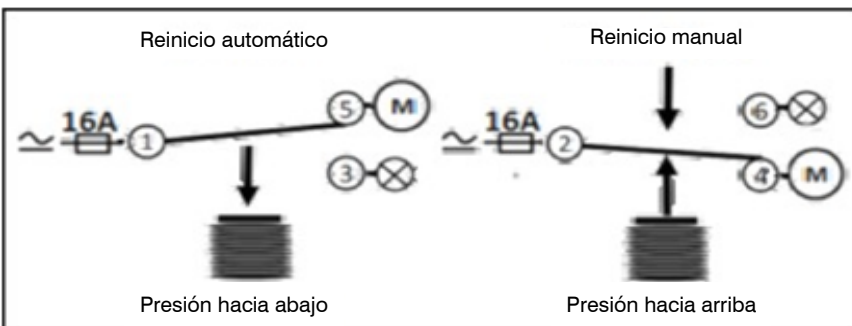 Reinicio automático
Reinicio manual
16A
1
5
M
3
16A
2
6
4
M
Presión hacia abajo
Presión hacia arriba